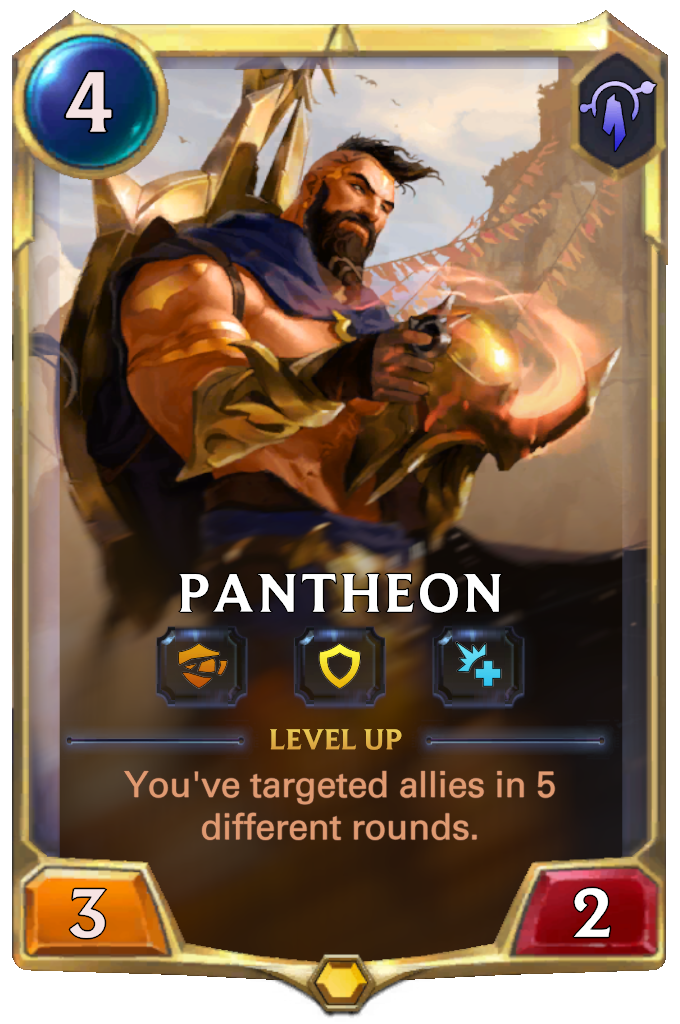 4
PANTHEON
LEVEL UP
You've targeted allies in 5
different rounds.
3
2